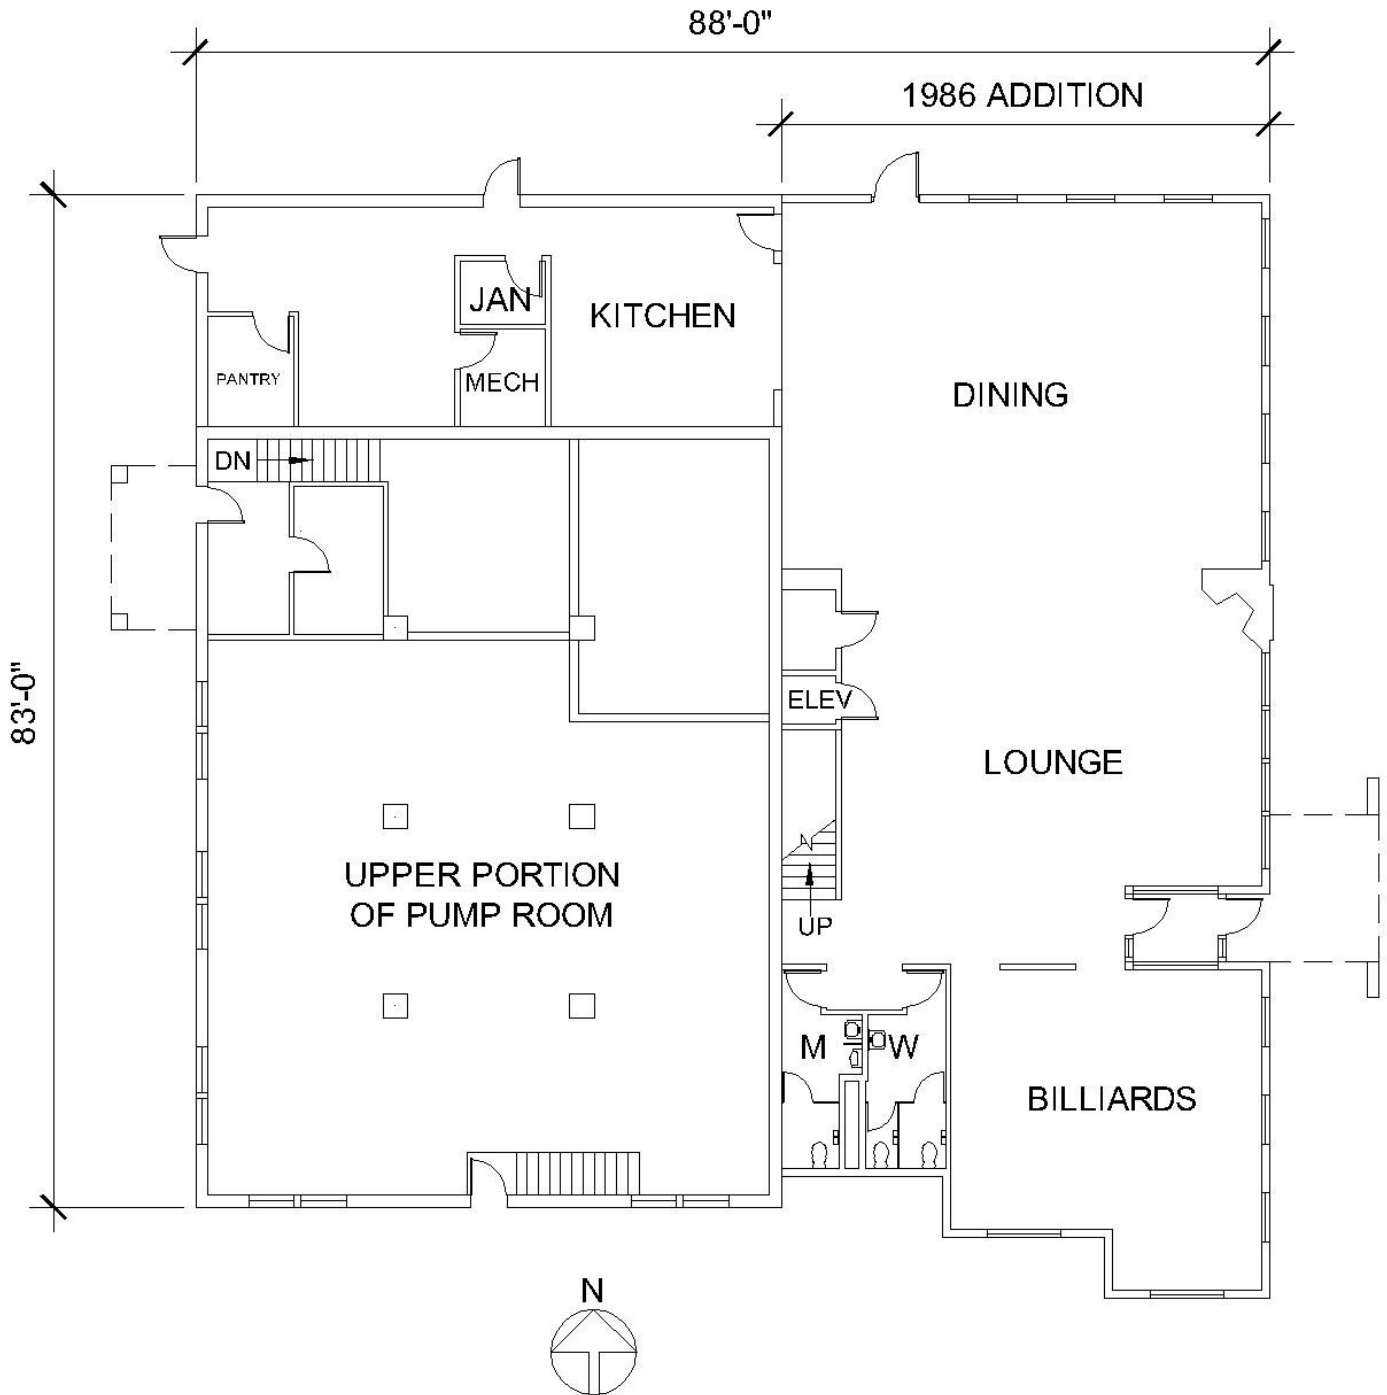 88'-0"
1986 ADDITION
JAN
KITCHEN
PANTRY
MECH
DINING
DN
83'-0"
ELEV
LOUNGE
UPPER PORTION
OF PUMP ROOM
UP
M
W
BILLIARDS
N